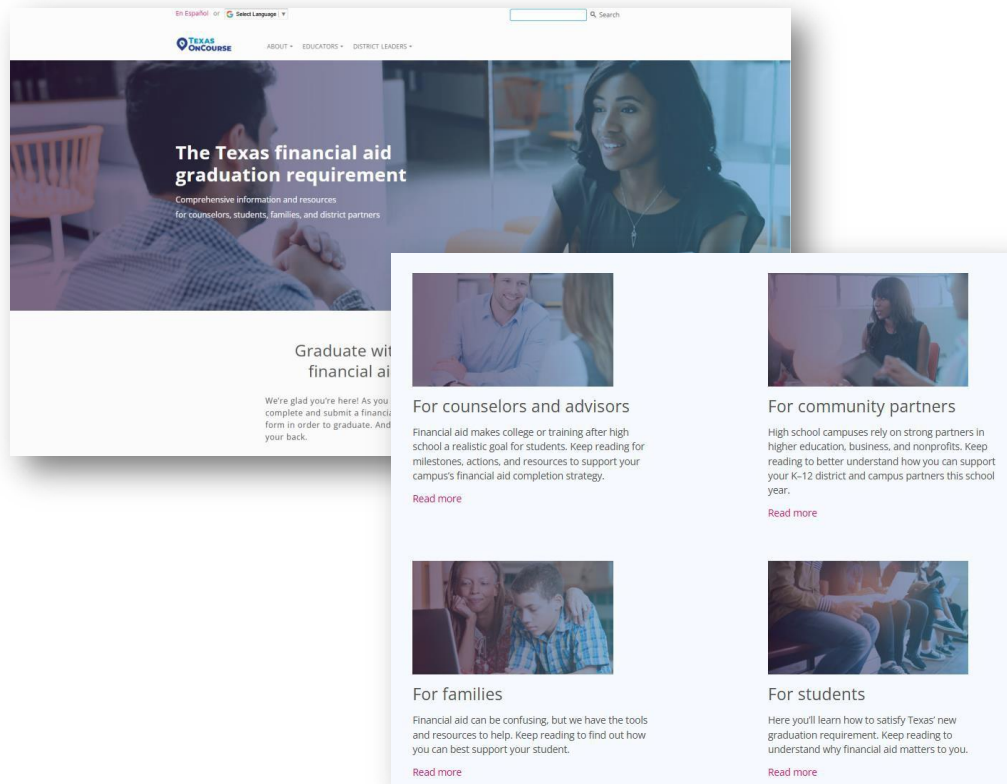 En Español or G Select Language ▼
Search
TEXAS
ONCOURSE
ABOUT
EDUCATORS
DISTRICT LEADERS
The Texas financial aid
graduation requirement
Comprehensive information and resources
for counselors, students, families, and district partners
Graduate wit
financial ai
We're glad you're here! As you
complete and submit a financia
form in order to graduate. And
your back.
For counselors and advisors
Financial aid makes college or training after high
school a realistic goal for students. Keep reading for
milestones, actions, and resources to support your
campus's financial aid completion strategy.
Read more
For community partners
High school campuses rely on strong partners in
higher education, business, and nonprofits. Keep
reading to better understand how you can support
your K–12 district and campus partners this school
year.
Read more
For families
Financial aid can be confusing, but we have the tools
and resources to help. Keep reading to find out how
you can best support your student.
Read more
For students
Here you'll learn how to satisfy Texas' new
graduation requirement. Keep reading to
understand why financial aid matters to you.
Read more